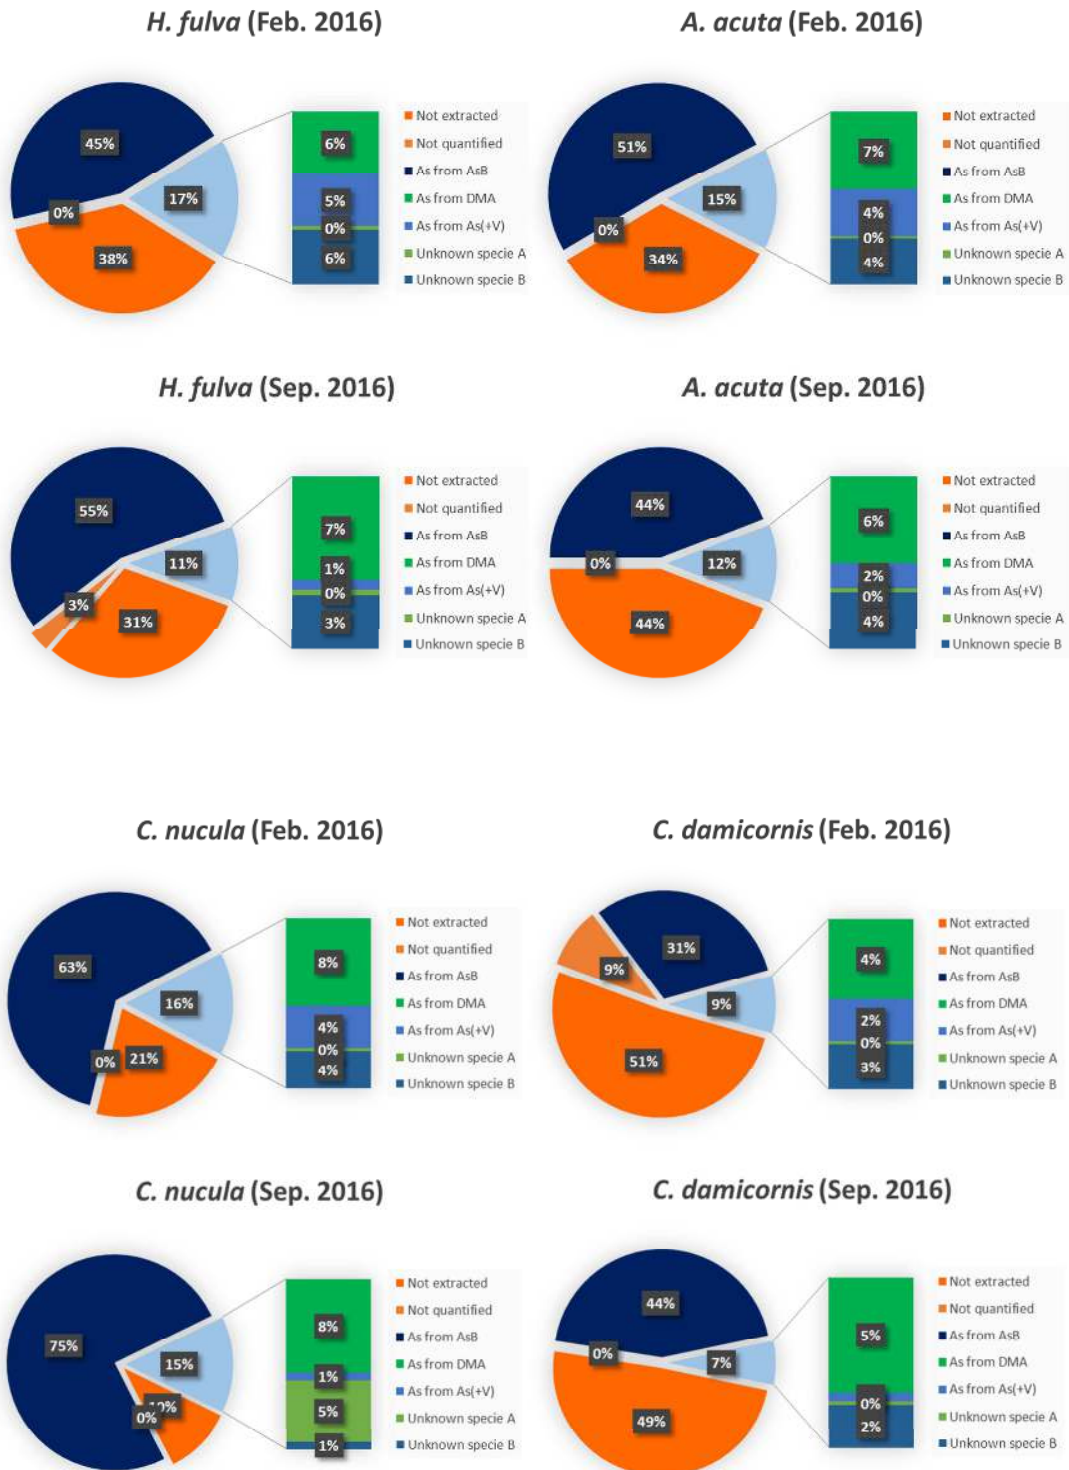 H. fulva (Feb. 2016)
45%
17%
0%
38%
6%
5%
0%
6%
Not extracted
Not quantified
As from AsB
As from DMA
As from As(+V)
Unknown specie A
Unknown specie B
A. acuta (Feb. 2016)
51%
15%
0%
34%
7%
4%
0%
4%
Not extracted
Not quantified
As from AsB
As from DMA
As from As(+V)
Unknown specie A
Unknown specie B
H. fulva (Sep. 2016)
55%
11%
3%
31%
7%
1%
0%
3%
Not extracted
Not quantified
As from AsB
As from DMA
As from As(+V)
Unknown specie A
Unknown specie B
A. acuta (Sep. 2016)
44%
0%
12%
44%
6%
2%
0%
4%
Not extracted
Not quantified
As from AsB
As from DMA
As from As(+V)
Unknown specie A
Unknown specie B
C. nucula (Feb. 2016)
63%
16%
0%
21%
8%
4%
0%
4%
Not extracted
Not quantified
As from AsB
As from DMA
As from As(+V)
Unknown specie A
Unknown specie B
C. damicornis (Feb. 2016)
31%
9%
9%
51%
4%
2%
0%
3%
Not extracted
Not quantified
As from AsB
As from DMA
As from As(+V)
Unknown specie A
Unknown specie B
C. nucula (Sep. 2016)
75%
15%
10%
0%
8%
1%
5%
1%
Not extracted
Not quantified
As from AsB
As from DMA
As from As(+V)
Unknown specie A
Unknown specie B
C. damicornis (Sep. 2016)
44%
0%
7%
49%
5%
0%
2%
Not extracted
Not quantified
As from AsB
As from DMA
As from As(+V)
Unknown specie A
Unknown specie B